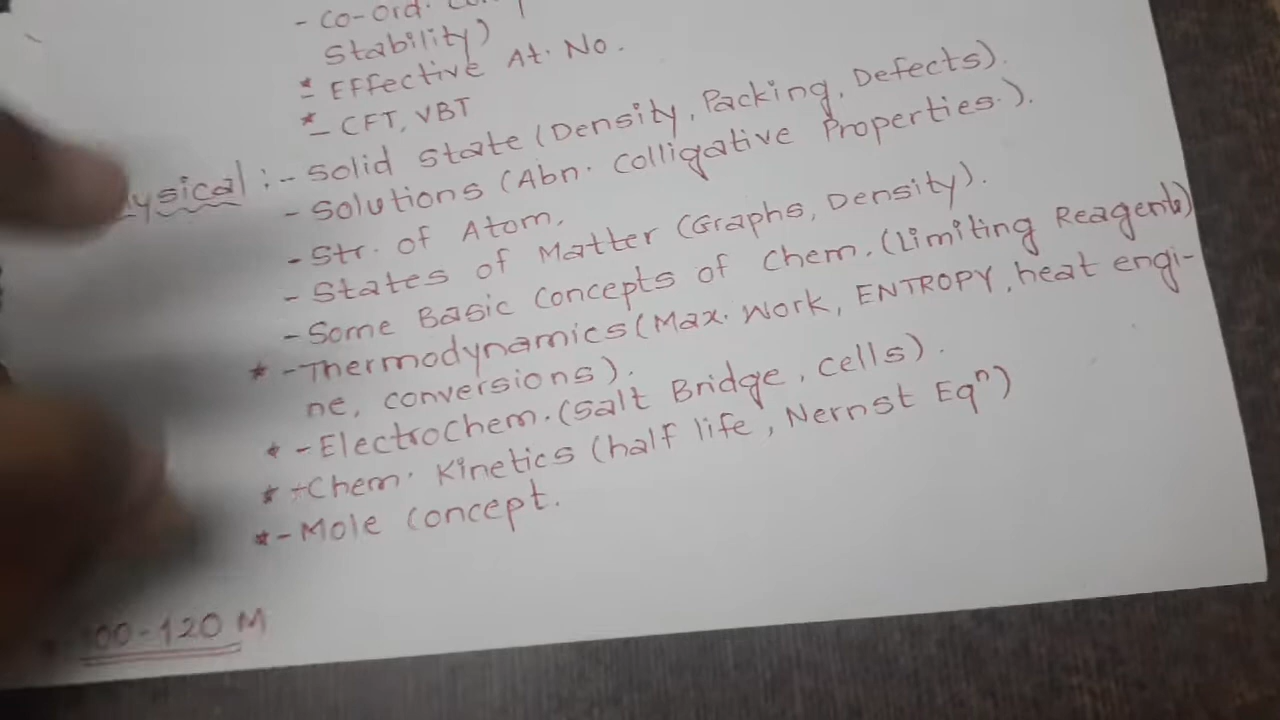 - Co-ord.
Stability)
* - Effective At. No.
* - CFT, VBT
ysical :- Solid state (Density, Packing, Defects).
- Solutions (Abn. Colligative Properties.).
- Str. of Atom.
- States of Matter (Graphs, Density).
- Some Basic Concepts of Chem. (Limiting Reagents)
* - Thermodynamics (Max. Work, ENTROPY, heat engi-
ne, conversions).
* - Electrochem. (Salt Bridge, cells).
* - Chem. Kinetics (half life, Nernst Eqⁿ)
* - Mole concept.
00-120 M